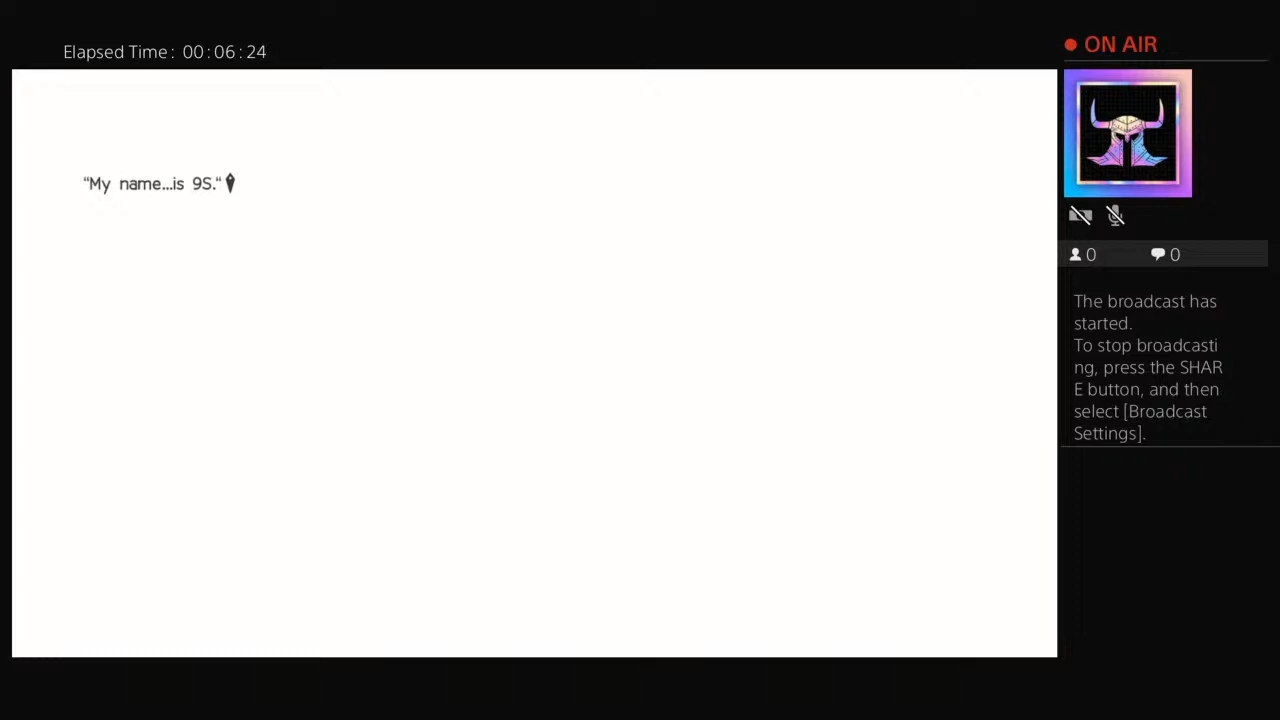 Elapsed Time: 00:06:24
ON AIR
"My name...is 9S."
0 0
The broadcast has
started.
To stop broadcasti
ng, press the SHAR
E button, and then
select [Broadcast
Settings].